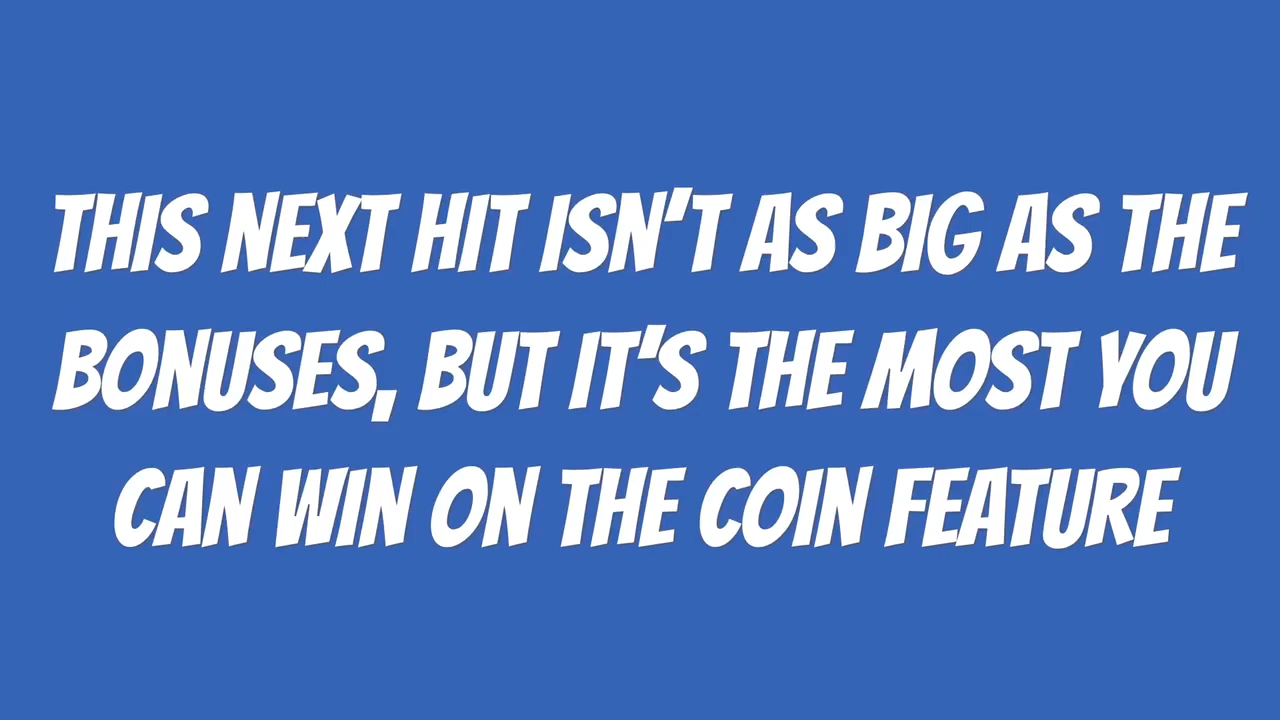 THIS NEXT HIT ISN'T AS BIG AS THE
BONUSES, BUT IT'S THE MOST YOU
CAN WIN ON THE COIN FEATURE